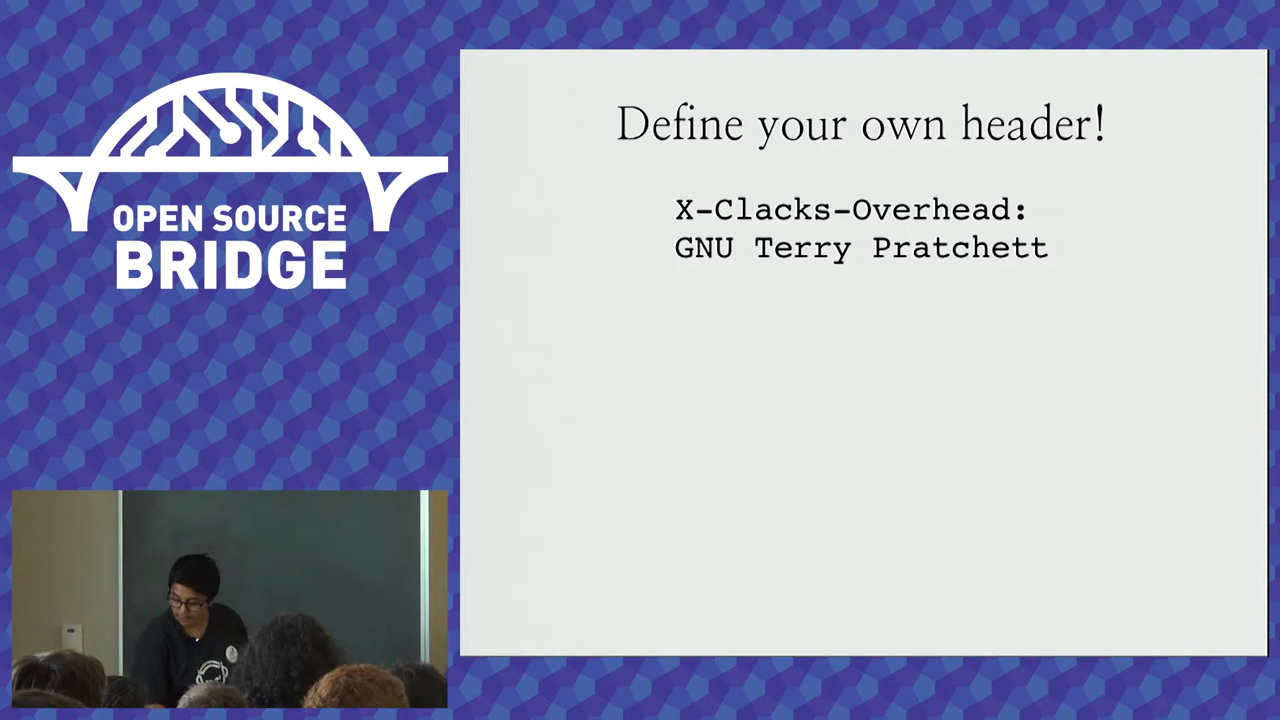 OPEN SOURCE
BRIDGE
Define your own header!
X-Clacks-Overhead:
GNU Terry Pratchett